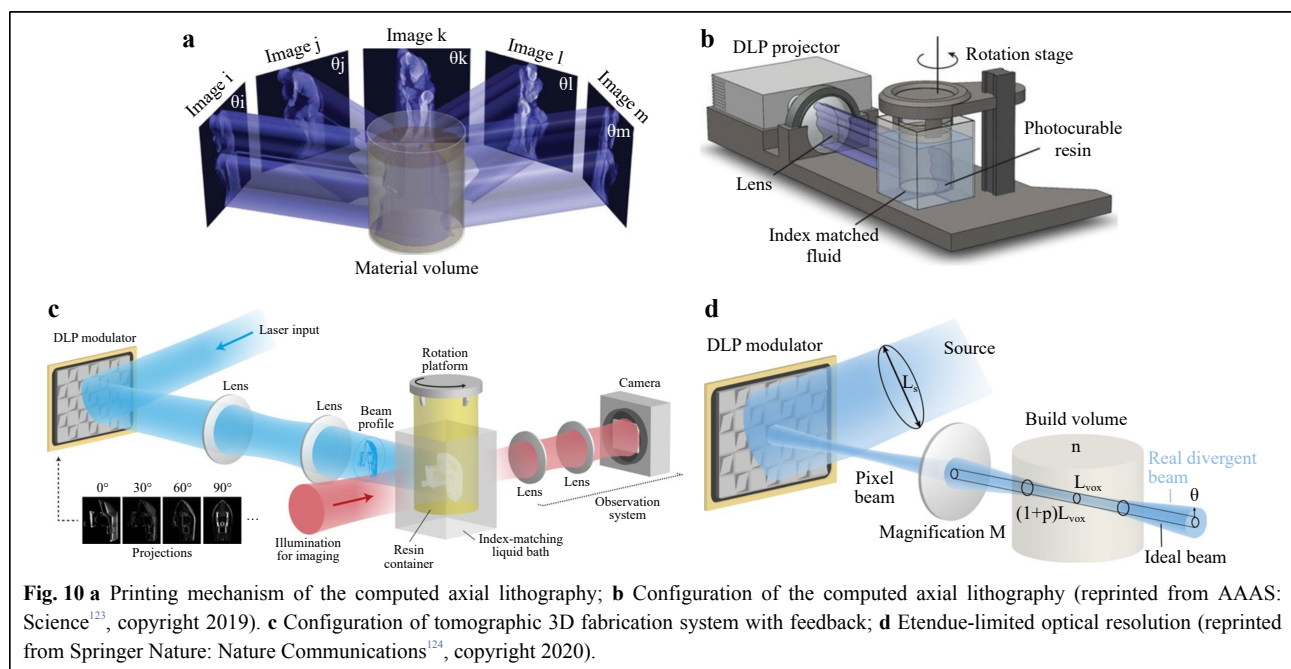 a
Image i
Image j
Image k
Image l
Image m
θi
θj
θk
θl
θm
Material volume
b
DLP projector
Rotation stage
Photocurable
resin
Lens
Index matched
fluid
c
DLP modulator
Laser input
Lens
Lens
Beam
profile
Rotation
platform
Camera
0°
30°
60°
90°
...
Projections
Illumination
for imaging
Resin
container
Index-matching
liquid bath
Lens
Lens
Observation
system
d
DLP modulator
Source
Ls
Build volume
n
Pixel
beam
Lvox
Real divergent
beam
θ
(1+p)Lvox
Magnification M
Ideal beam
Fig. 10 a Printing mechanism of the computed axial lithography; b Configuration of the computed axial lithography (reprinted from AAAS:
Science123, copyright 2019). c Configuration of tomographic 3D fabrication system with feedback; d Etendue-limited optical resolution (reprinted
from Springer Nature: Nature Communications124, copyright 2020).